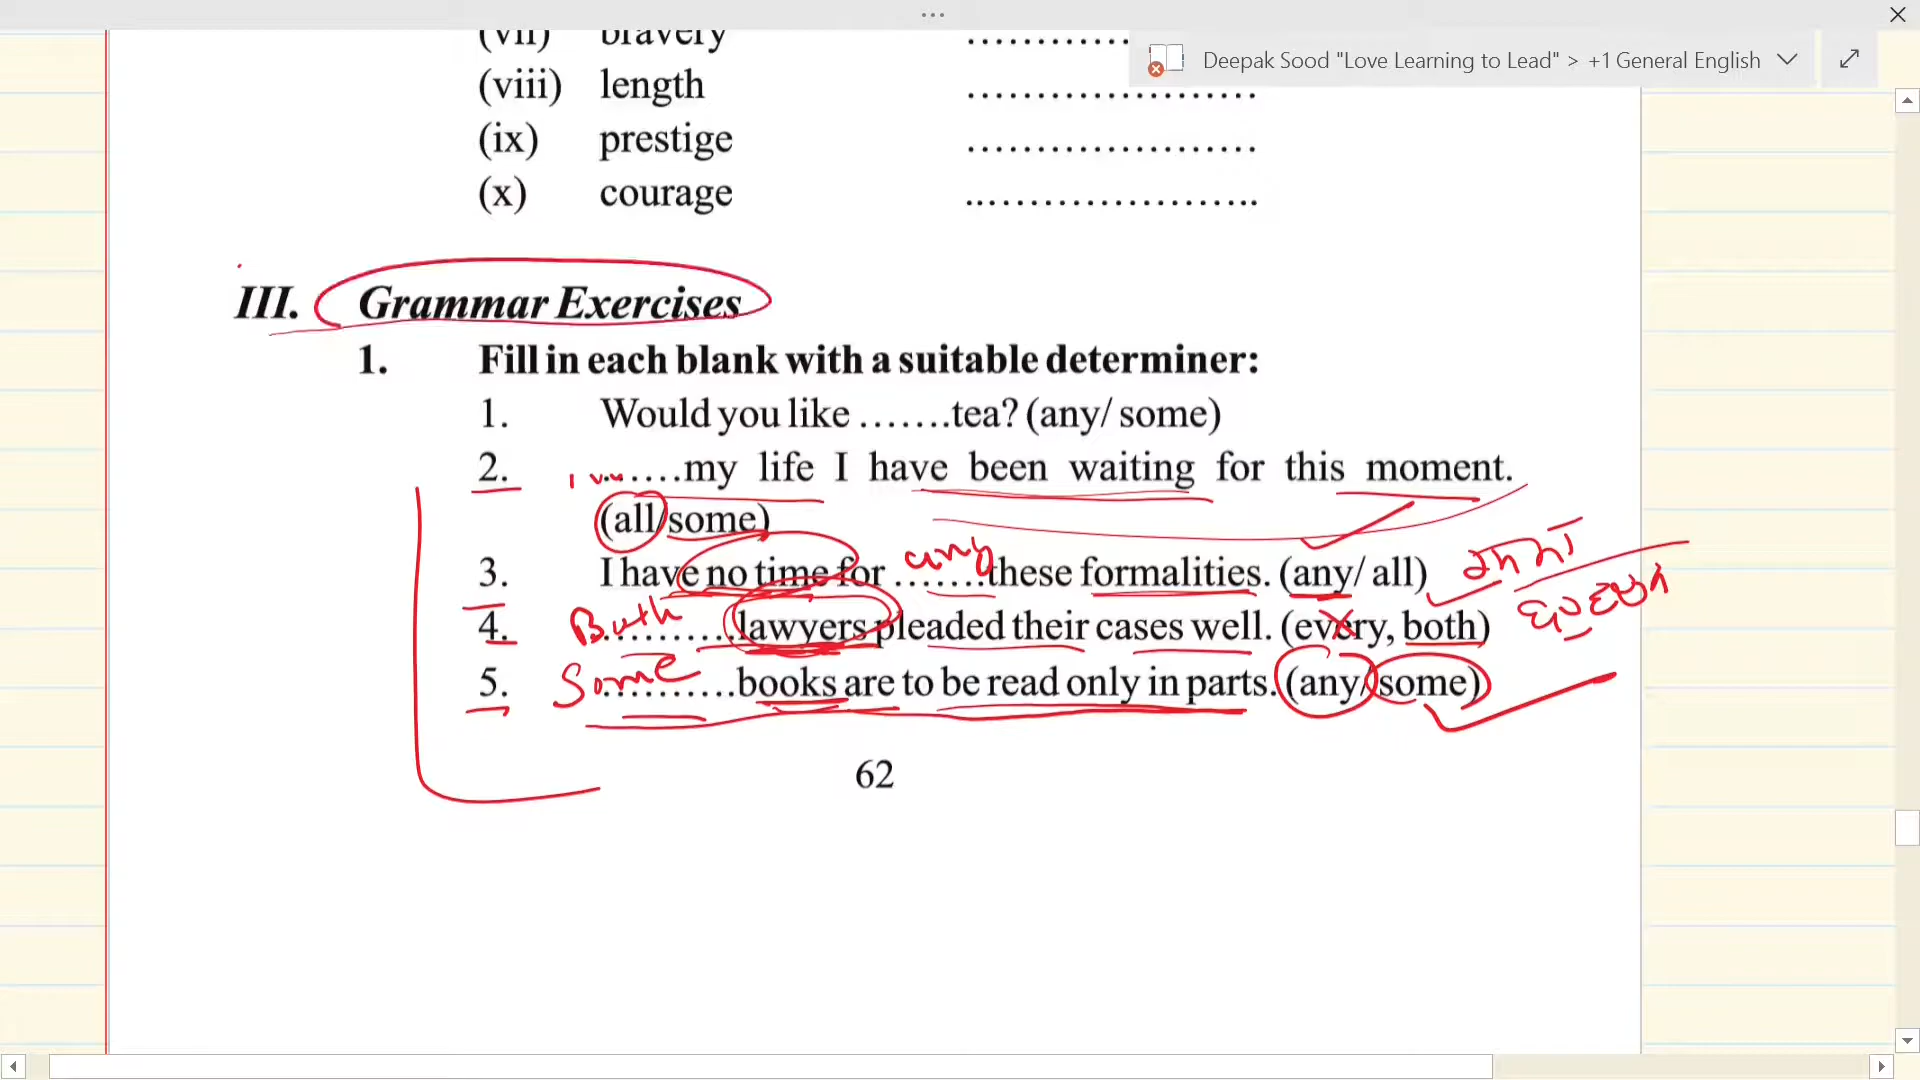 Deepak Sood "Love Learning to Lead" > +1 General English
(vii) bravery ............
(viii) length .....................
(ix) prestige .....................
(x) courage .....................
III. Grammar Exercises
1. Fill in each blank with a suitable determiner:
1. Would you like .......tea? (any/ some)
2. .......my life I have been waiting for this moment.
(all/some)
3. I have no time for any .......these formalities. (any/ all)
4. Both ..........lawyers pleaded their cases well. (every, both)
5. Some ..........books are to be read only in parts. (any/some)
62